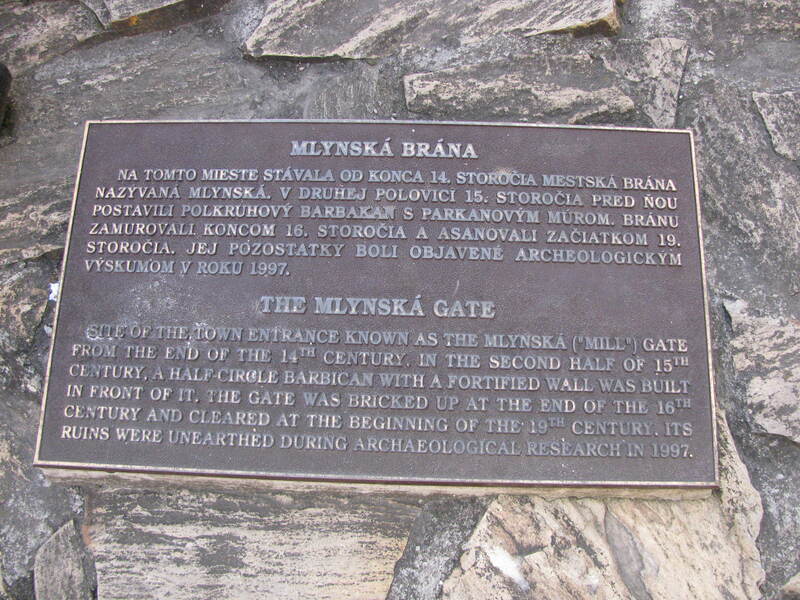 MLYNSKÁ BRÁNA
NA TOMTO MIESTE STÁVALA OD KONCA 14. STOROČIA MESTSKÁ BRÁNA
NAZÝVANÁ MLYNSKÁ. V DRUHEJ POLOVICI 15. STOROČIA PRED ŇOU
POSTAVILI POLKRUHOVÝ BARBAKAN S PARKANOVÝM MÚROM. BRÁNU
ZAMUROVALI KONCOM 16. STOROČIA A ASANOVALI ZAČIATKOM 19.
STOROČIA. JEJ POZOSTATKY BOLI OBJAVENÉ ARCHEOLOGICKÝM
VÝSKUMOM V ROKU 1997.
THE MLYNSKÁ GATE
SITE OF THE TOWN ENTRANCE KNOWN AS THE MLYNSKÁ ("MILL") GATE
FROM THE END OF THE 14TH CENTURY. IN THE SECOND HALF OF 15TH
CENTURY, A HALF-CIRCLE BARBICAN WITH A FORTIFIED WALL WAS BUILT
IN FRONT OF IT. THE GATE WAS BRICKED UP AT THE END OF THE 16TH
CENTURY AND CLEARED AT THE BEGINNING OF THE 19TH CENTURY. ITS
RUINS WERE UNEARTHED DURING ARCHAEOLOGICAL RESEARCH IN 1997.